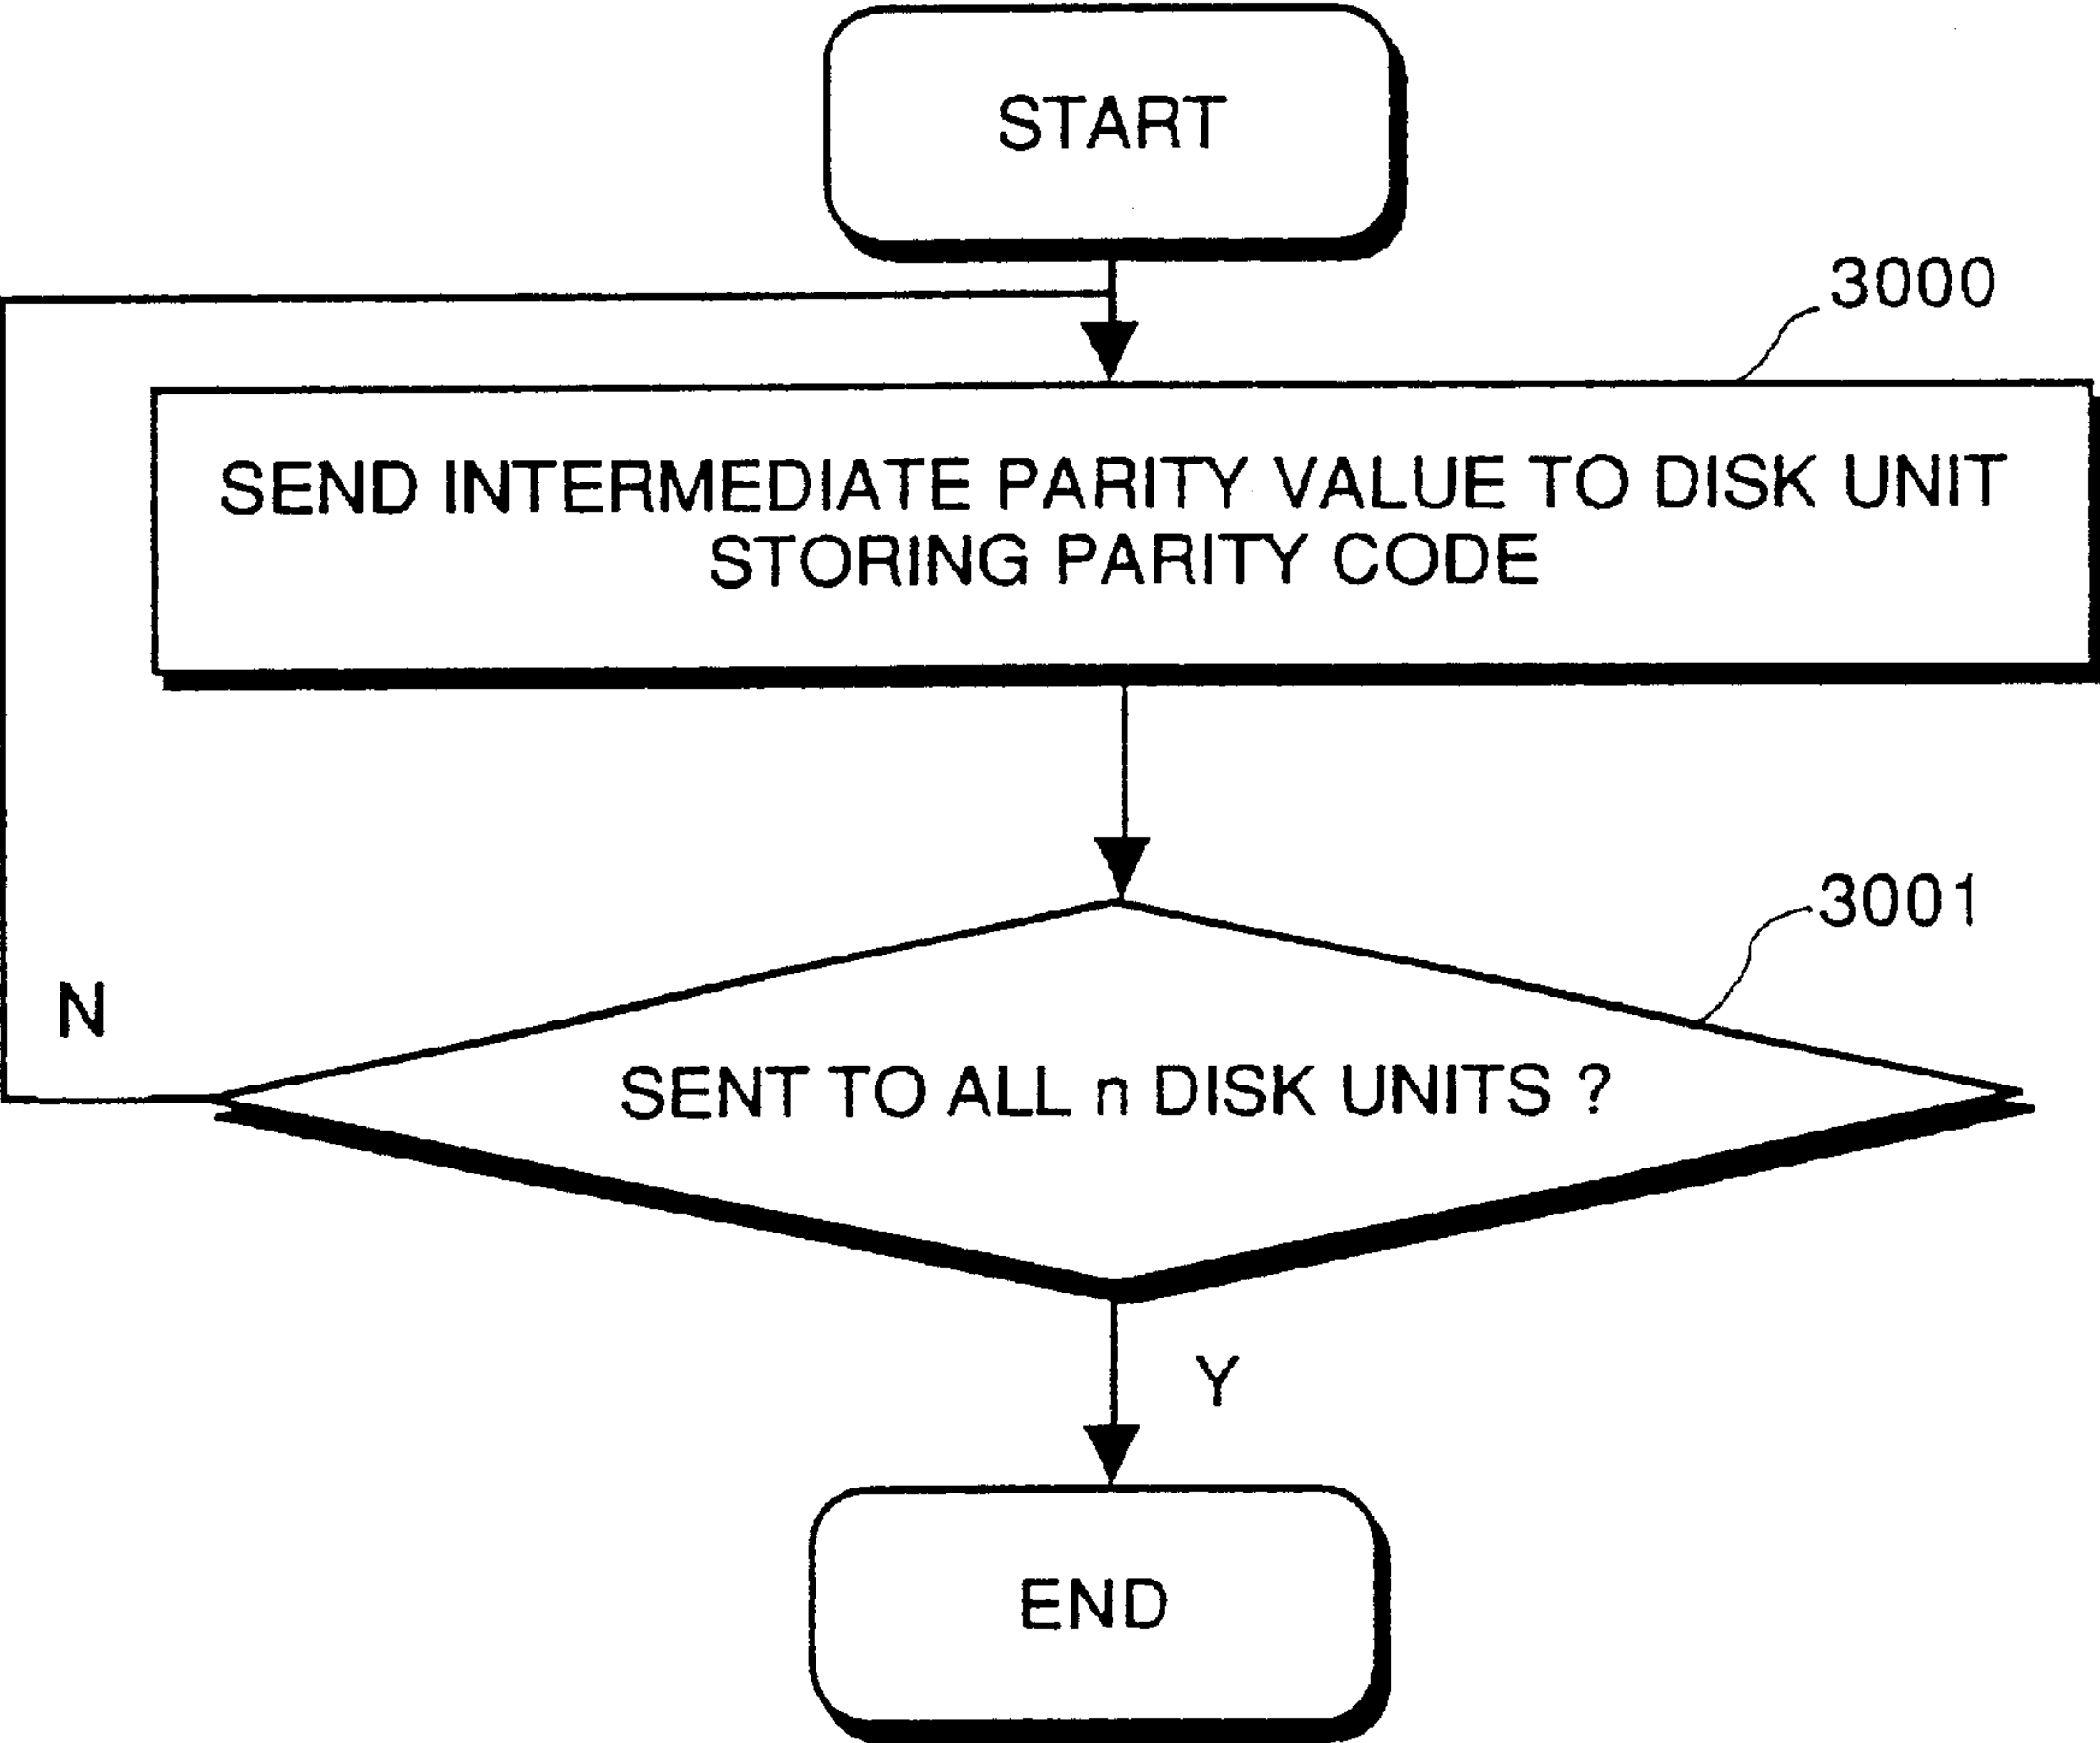 START
3000
SEND INTERMEDIATE PARITY VALUE TO DISK UNIT
STORING PARITY CODE
3001
N
SENT TO ALL n DISK UNITS ?
Y
END